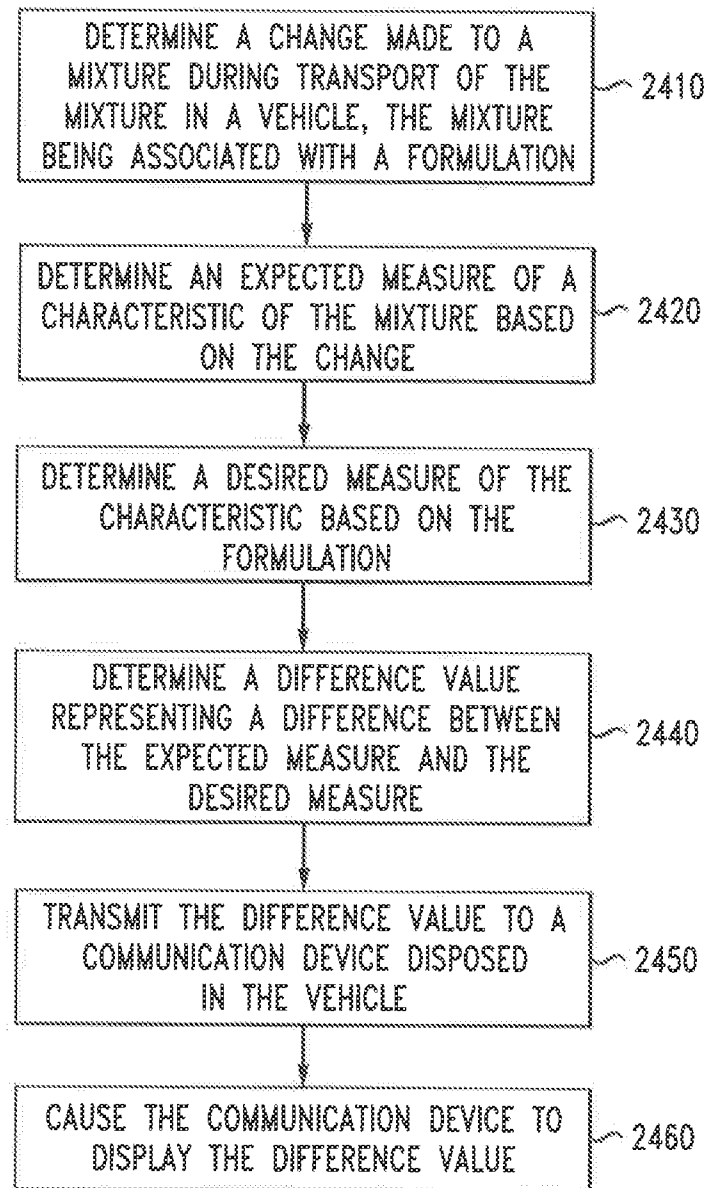 DETERMINE A CHANGE MADE TO A
MIXTURE DURING TRANSPORT OF THE
MIXTURE IN A VEHICLE, THE MIXTURE
BEING ASSOCIATED WITH A FORMULATION
2410
DETERMINE AN EXPECTED MEASURE OF A
CHARACTERISTIC OF THE MIXTURE BASED
ON THE CHANGE
2420
DETERMINE A DESIRED MEASURE OF THE
CHARACTERISTIC BASED ON THE
FORMULATION
2430
DETERMINE A DIFFERENCE VALUE
REPRESENTING A DIFFERENCE BETWEEN
THE EXPECTED MEASURE AND THE
DESIRED MEASURE
2440
TRANSMIT THE DIFFERENCE VALUE TO A
COMMUNICATION DEVICE DISPOSED
IN THE VEHICLE
2450
CAUSE THE COMMUNICATION DEVICE TO
DISPLAY THE DIFFERENCE VALUE
2460